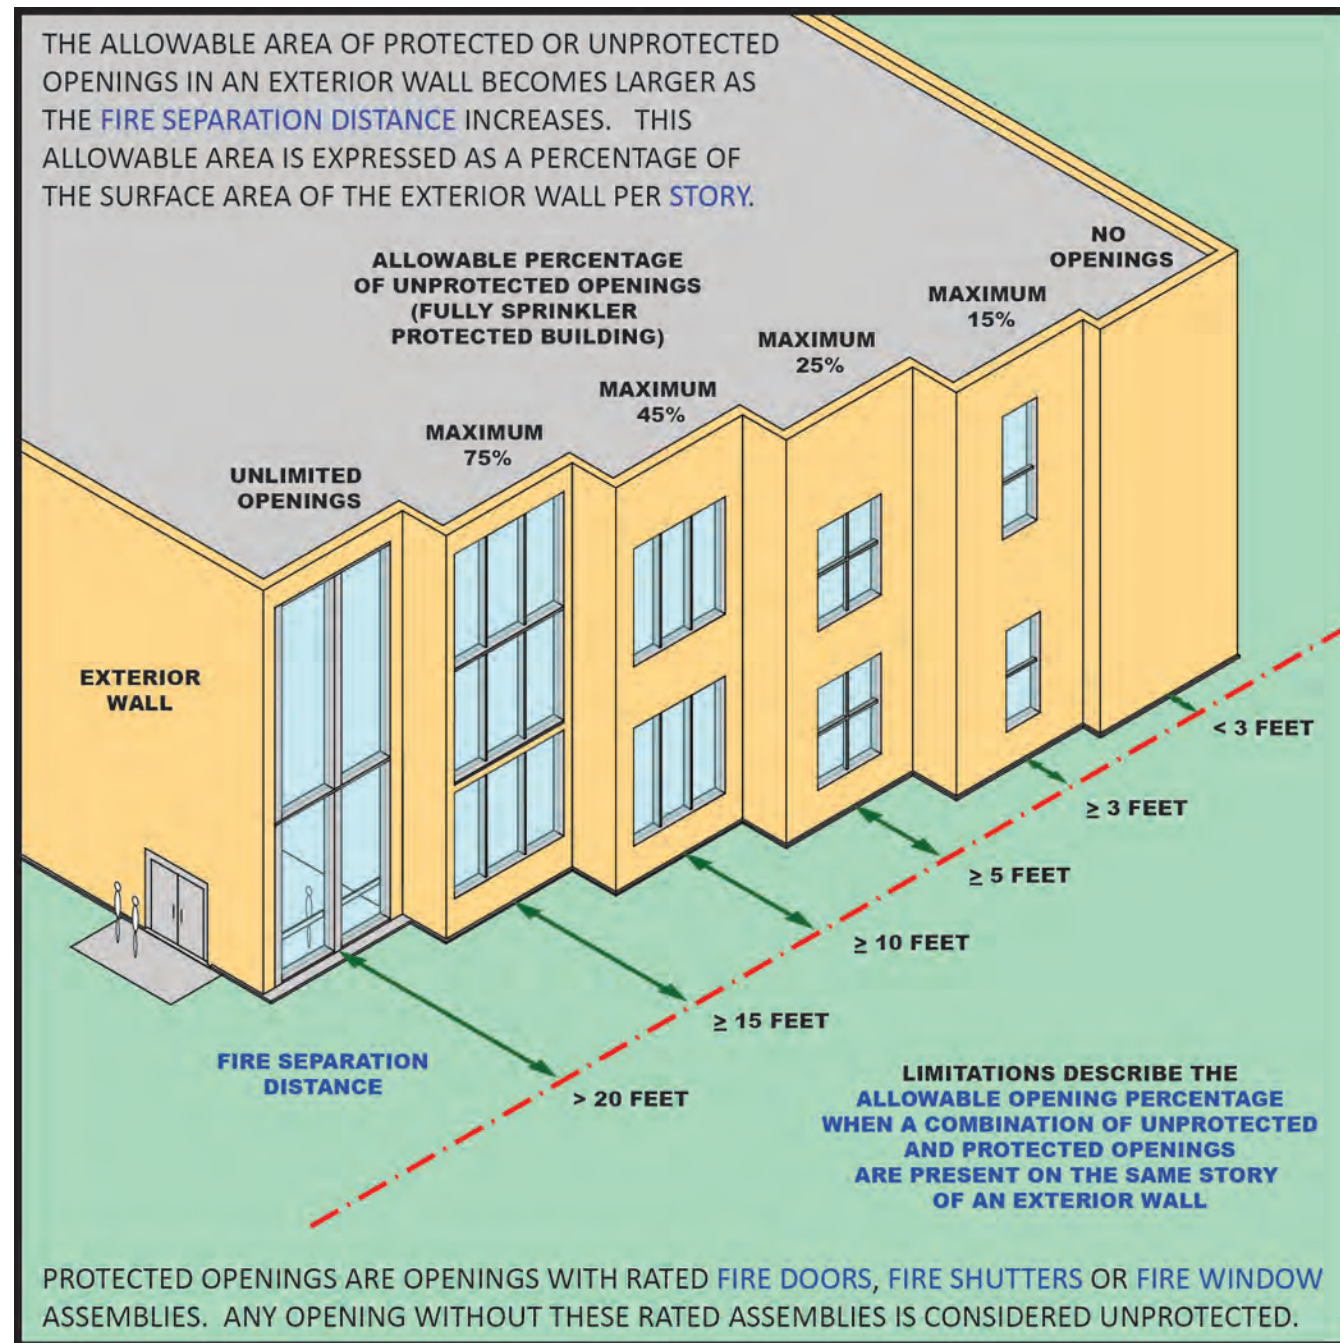 THE ALLOWABLE AREA OF PROTECTED OR UNPROTECTED
OPENINGS IN AN EXTERIOR WALL BECOMES LARGER AS
THE FIRE SEPARATION DISTANCE INCREASES. THIS
ALLOWABLE AREA IS EXPRESSED AS A PERCENTAGE OF
THE SURFACE AREA OF THE EXTERIOR WALL PER STORY.
NO
OPENINGS
ALLOWABLE PERCENTAGE
OF UNPROTECTED OPENINGS
(FULLY SPRINKLER
PROTECTED BUILDING)
MAXIMUM
15%
MAXIMUM
25%
MAXIMUM
45%
MAXIMUM
75%
UNLIMITED
OPENINGS
EXTERIOR
WALL
< 3 FEET
≥ 3 FEET
≥ 5 FEET
≥ 10 FEET
≥ 15 FEET
> 20 FEET
FIRE SEPARATION
DISTANCE
LIMITATIONS DESCRIBE THE
ALLOWABLE OPENING PERCENTAGE
WHEN A COMBINATION OF UNPROTECTED
AND PROTECTED OPENINGS
ARE PRESENT ON THE SAME STORY
OF AN EXTERIOR WALL
PROTECTED OPENINGS ARE OPENINGS WITH RATED FIRE DOORS, FIRE SHUTTERS OR FIRE WINDOW
ASSEMBLIES. ANY OPENING WITHOUT THESE RATED ASSEMBLIES IS CONSIDERED UNPROTECTED.